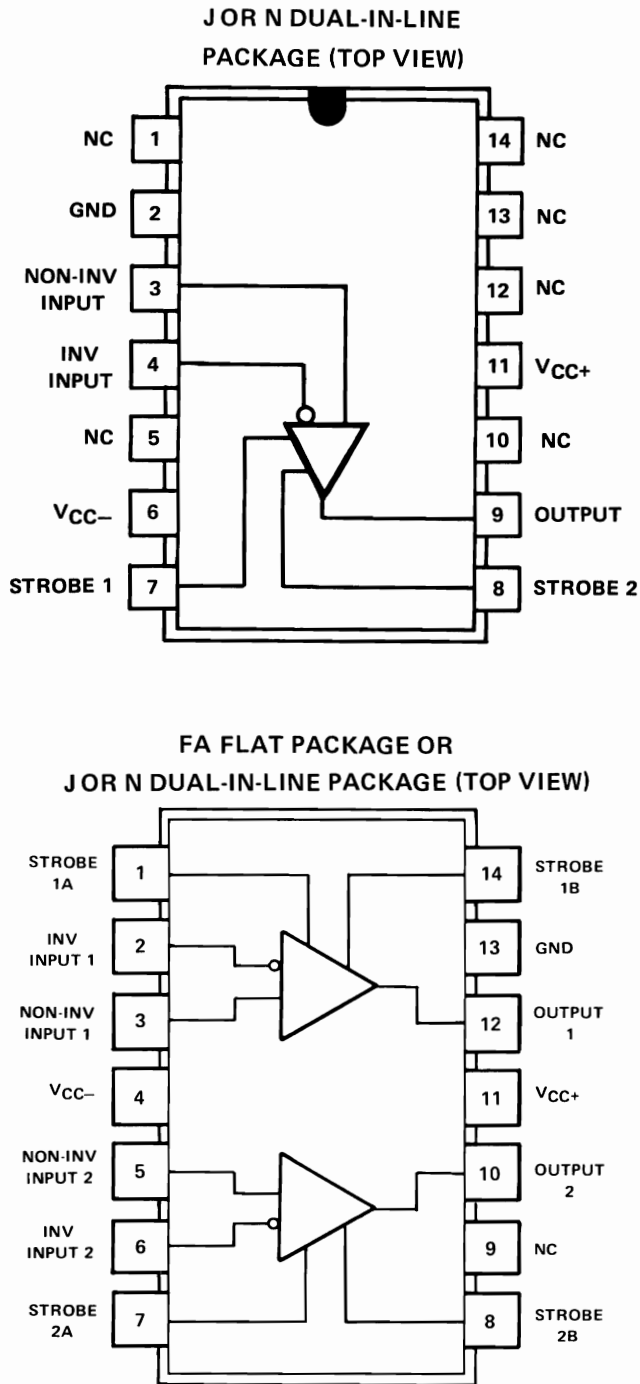 J OR N DUAL-IN-LINE
PACKAGE (TOP VIEW)
NC 1 14 NC
GND 2 13 NC
NON-INV
INPUT 3 12 NC
INV
INPUT 4 11 VCC+
NC 5 10 NC
VCC– 6 9 OUTPUT
STROBE 1 7 8 STROBE 2
FA FLAT PACKAGE OR
J OR N DUAL-IN-LINE PACKAGE (TOP VIEW)
STROBE
1A 1 14 STROBE
1B
INV
INPUT 1 2 13 GND
NON-INV
INPUT 1 3 12 OUTPUT
1
VCC– 4 11 VCC+
NON-INV
INPUT 2 5 10 OUTPUT
2
INV
INPUT 2 6 9 NC
STROBE
2A 7 8 STROBE
2B